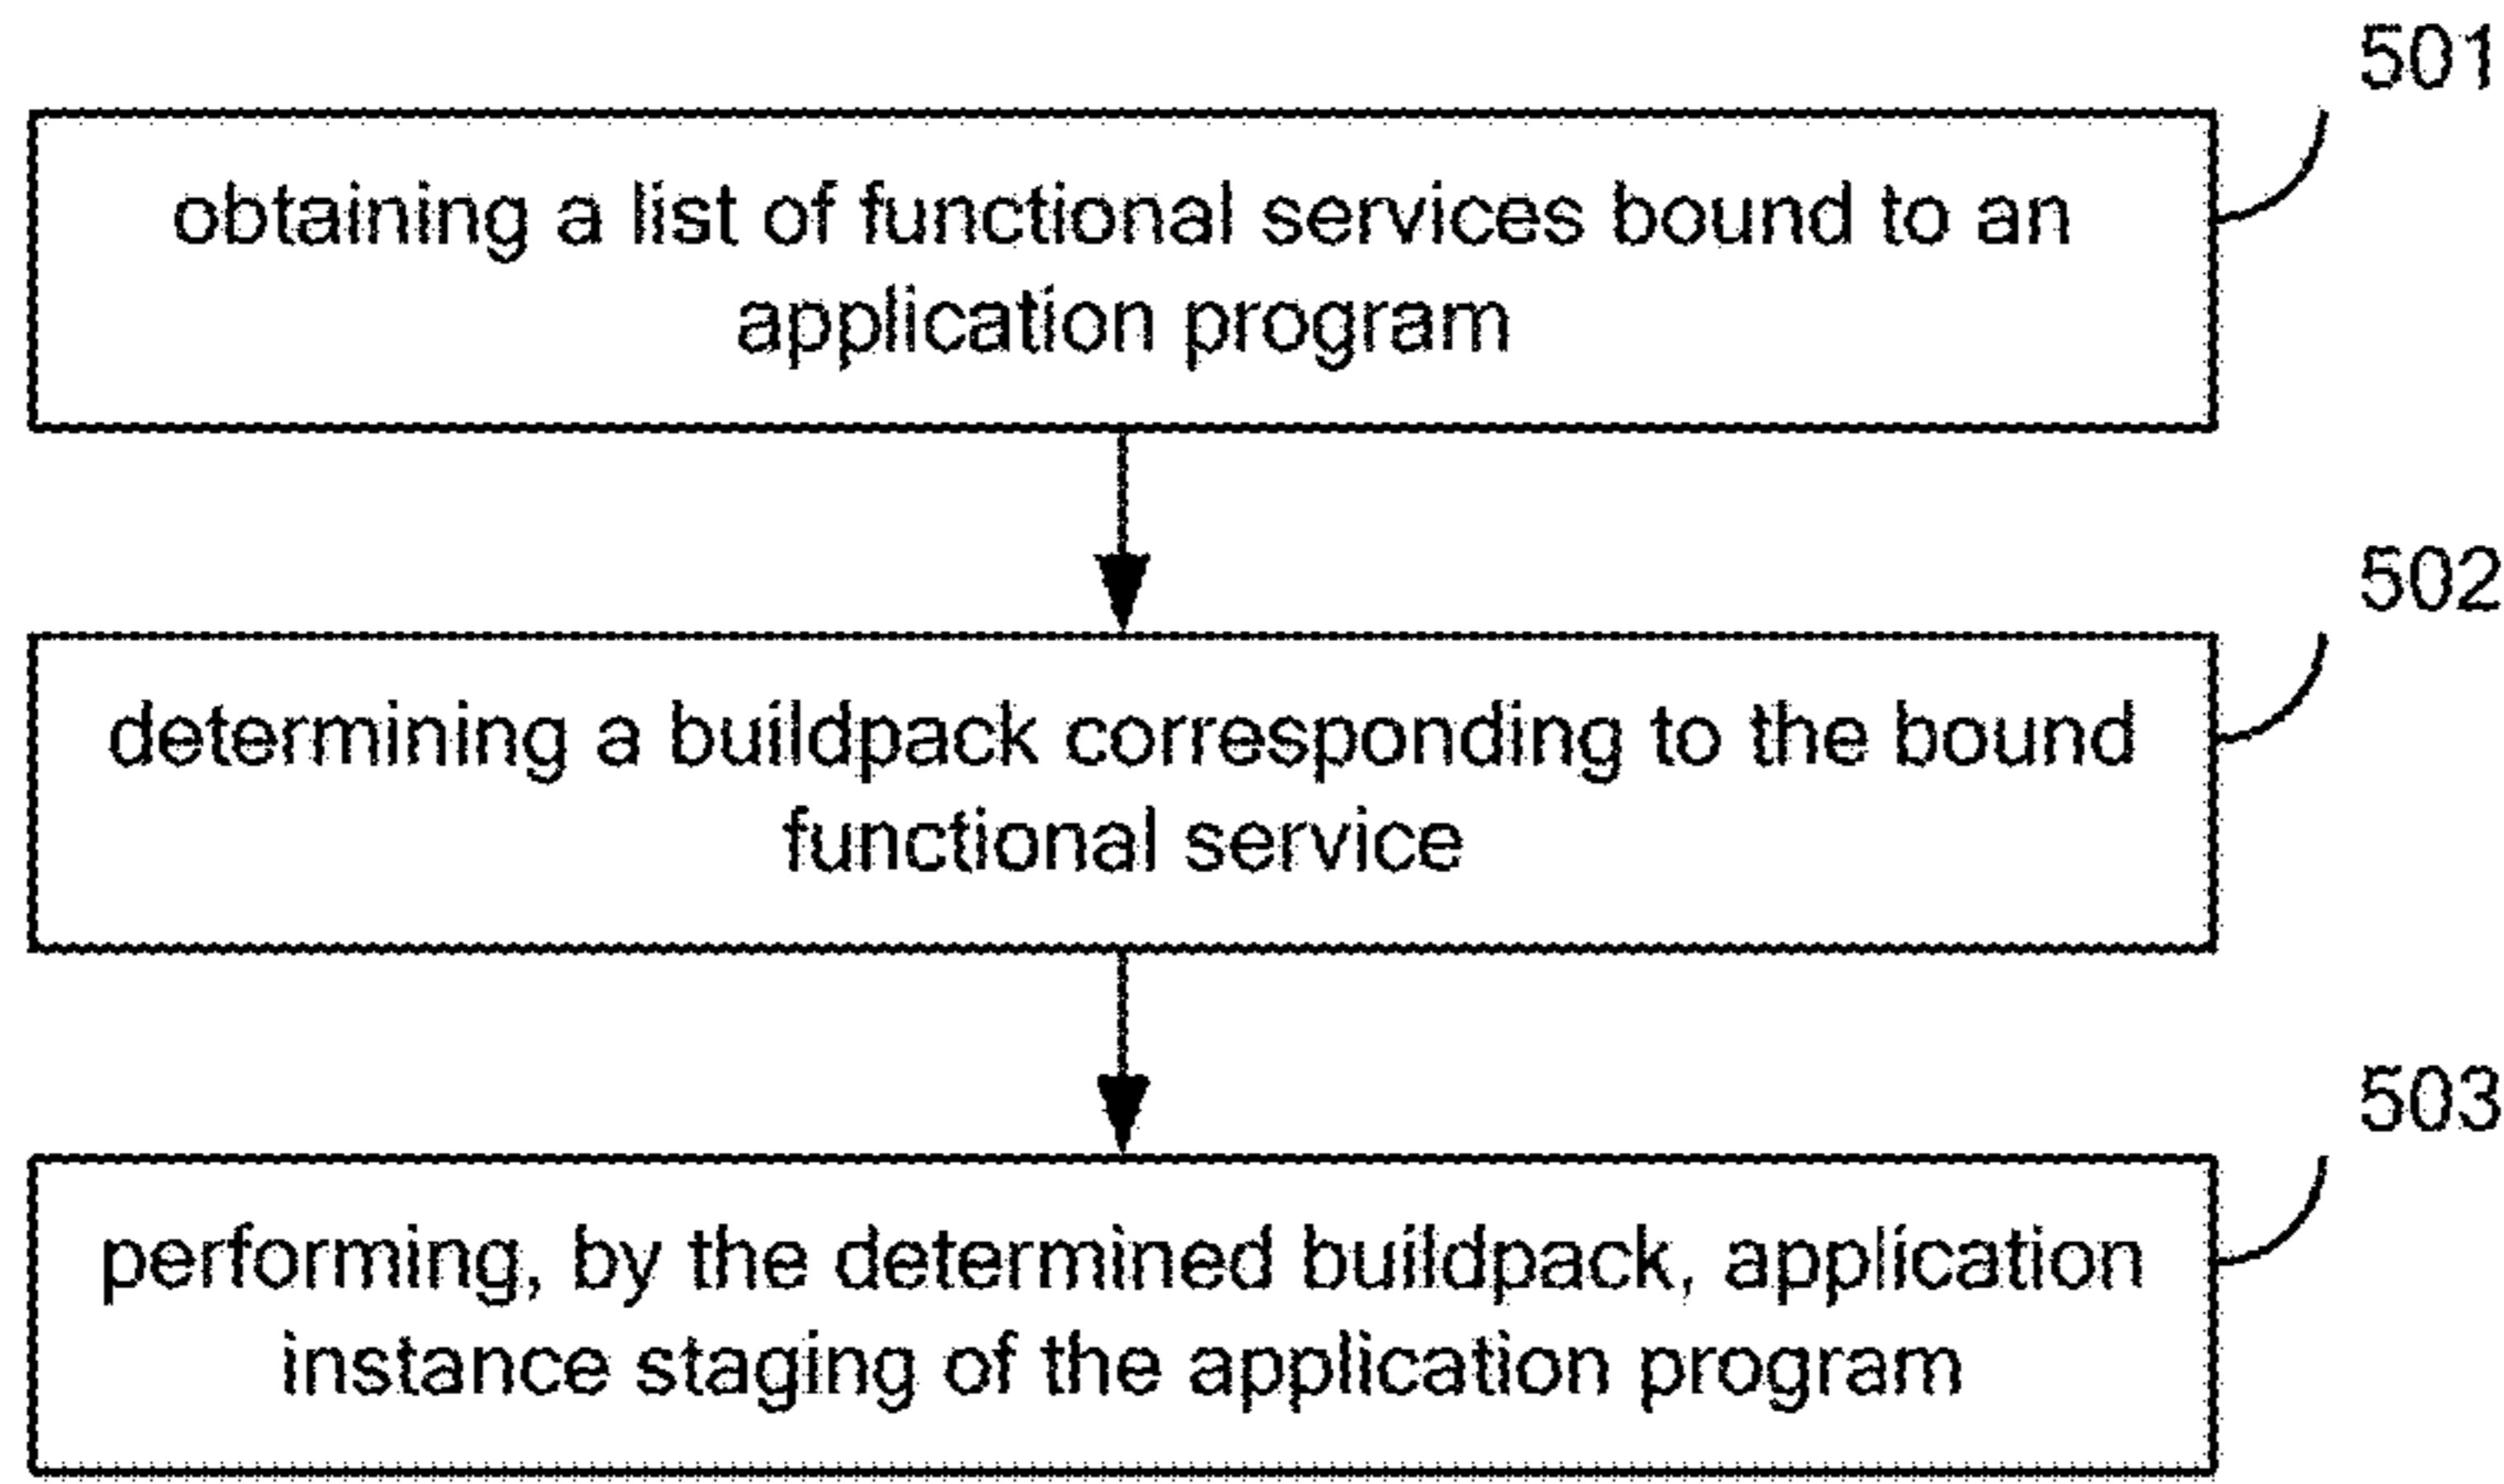 501
obtaining a list of functional services bound to an
application program
502
determining a buildpack corresponding to the bound
functional service
503
performing, by the determined buildpack, application
instance staging of the application program